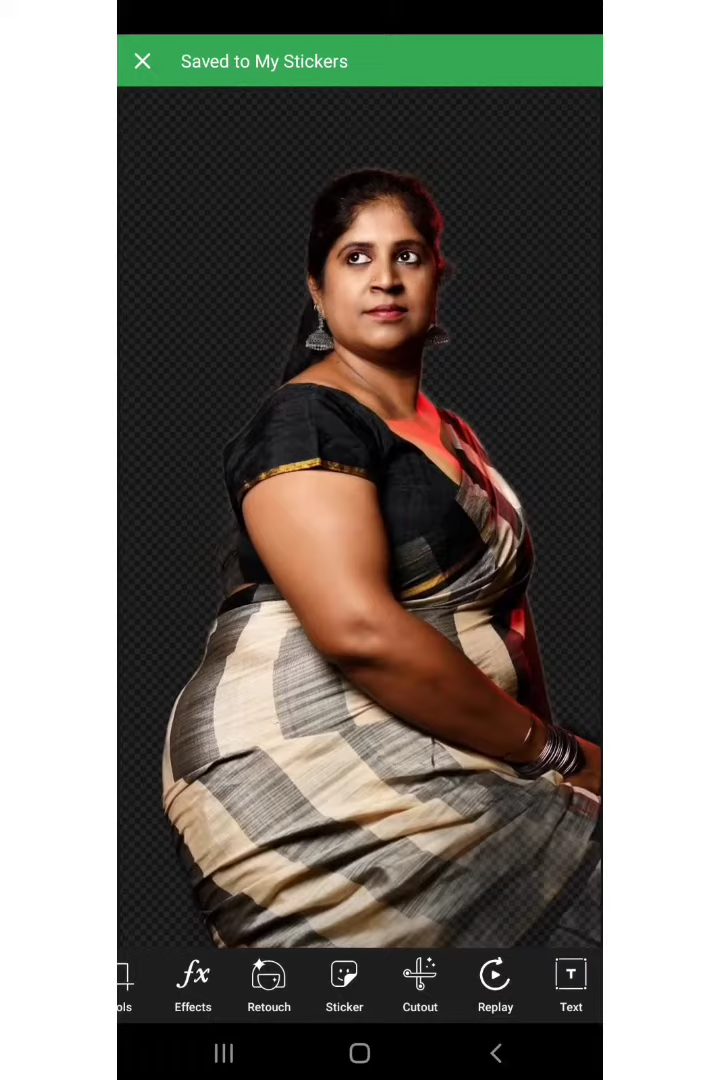 Saved to My Stickers
ols
Effects
Retouch
Sticker
Cutout
Replay
Text